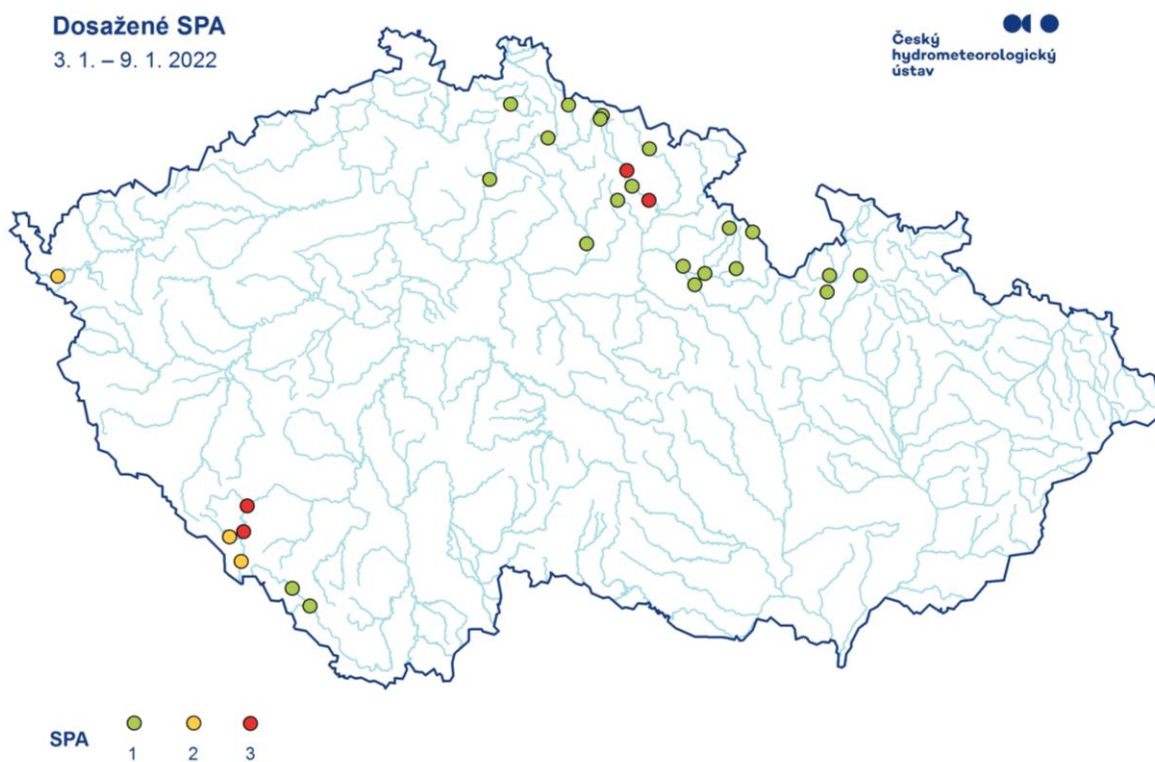 Dosažené SPA
3. 1. – 9. 1. 2022
Český
hydrometeorologický
ústav
SPA
1 2 3